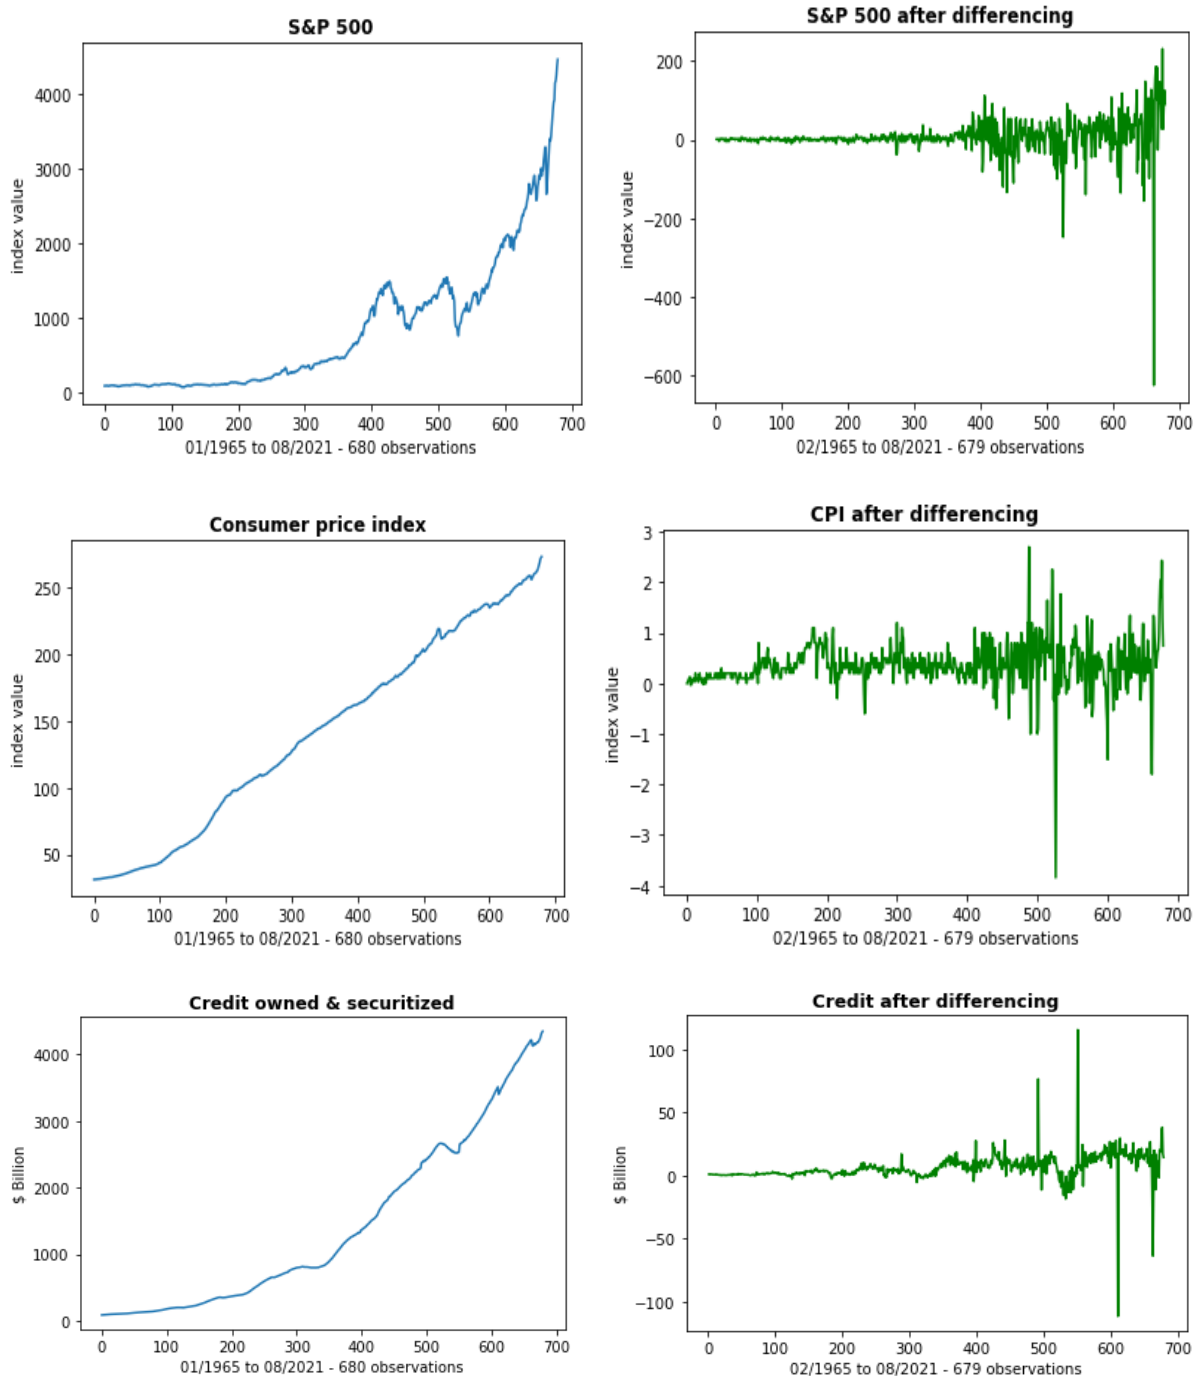 S&P 500
index value
4000
3000
2000
1000
0
0 100 200 300 400 500 600 700
01/1965 to 08/2021 - 680 observations
S&P 500 after differencing
index value
200
0
−200
−400
−600
0 100 200 300 400 500 600 700
02/1965 to 08/2021 - 679 observations
Consumer price index
index value
250
200
150
100
50
0 100 200 300 400 500 600 700
01/1965 to 08/2021 - 680 observations
CPI after differencing
index value
3
2
1
0
−1
−2
−3
−4
0 100 200 300 400 500 600 700
02/1965 to 08/2021 - 679 observations
Credit owned & securitized
$ Billion
4000
3000
2000
1000
0
0 100 200 300 400 500 600 700
01/1965 to 08/2021 - 680 observations
Credit after differencing
$ Billion
100
50
0
−50
−100
0 100 200 300 400 500 600 700
02/1965 to 08/2021 - 679 observations